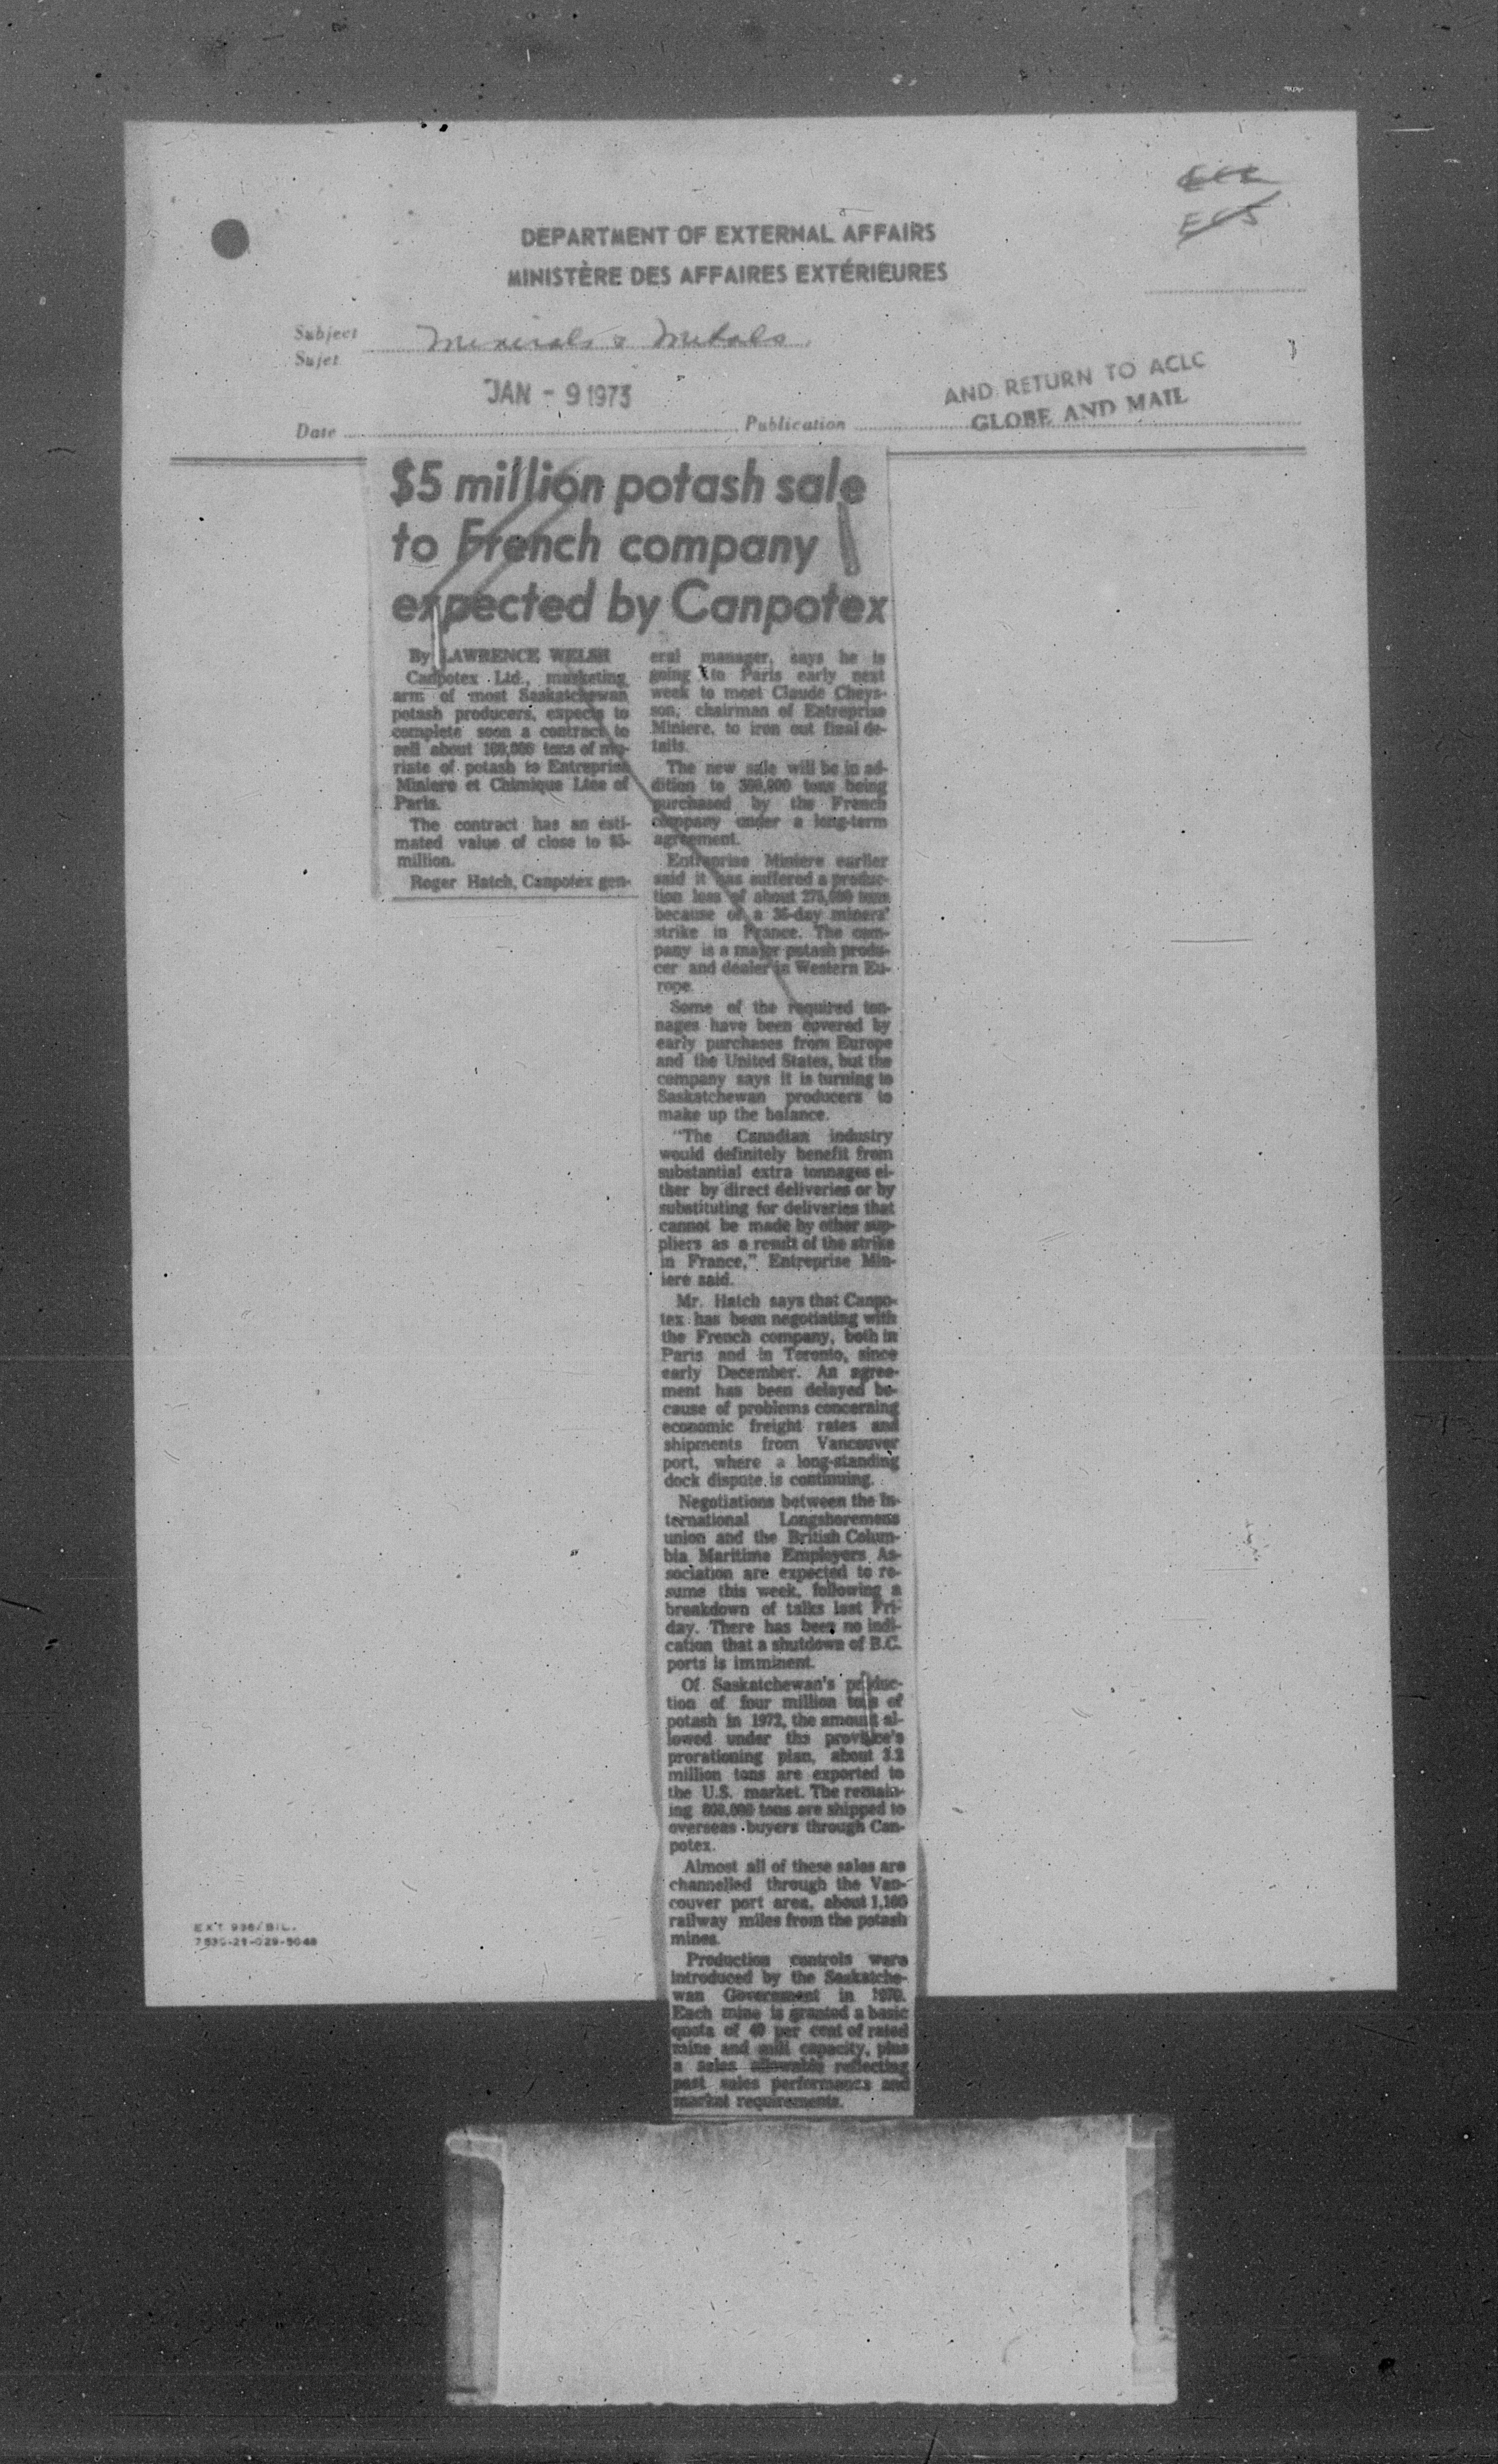 DEPARTMENT OF EXTERNAL AFFAIRS
MINISTÈRE DES AFFAIRES EXTÉRIEURES
ECS
Subject
Sujet
Minerals & Metals
JAN - 9 1973
AND RETURN TO ACLC
GLOBE AND MAIL
Date
Publication
$5 million potash sale
to French company
expected by Canpotex
By LAWRENCE WELSH
Canpotex Ltd., marketing
arm of most Saskatchewan
potash producers, expects to
complete soon a contract to
sell about 100,000 tons of mu-
riate of potash to Entreprise
Miniere et Chimique Ltee of
Paris.
The contract has an esti-
mated value of close to $5-
million.
Roger Hatch, Canpotex gen-
eral manager, says he is
going to Paris early next
week to meet Claude Cheys-
son, chairman of Entreprise
Miniere, to iron out final de-
tails.
The new sale will be in ad-
dition to 300,000 tons being
purchased by the French
company under a long-term
agreement.
Entreprise Miniere earlier
said it has suffered a produc-
tion loss of about 275,000 tons
because of a 36-day miners'
strike in France. The com-
pany is a major potash produ-
cer and dealer in Western Eu-
rope.
Some of the required ton-
nages have been covered by
early purchases from Europe
and the United States, but the
company says it is turning to
Saskatchewan producers to
make up the balance.
"The Canadian industry
would definitely benefit from
substantial extra tonnages ei-
ther by direct deliveries or by
substituting for deliveries that
cannot be made by other sup-
pliers as a result of the strike
in France," Entreprise Min-
iere said.
Mr. Hatch says that Canpo-
tex has been negotiating with
the French company, both in
Paris and in Toronto, since
early December. An agree-
ment has been delayed be-
cause of problems concerning
economic freight rates and
shipments from Vancouver
port, where a long-standing
dock dispute is continuing.
Negotiations between the In-
ternational Longshoremens
union and the British Colum-
bia Maritime Employers As-
sociation are expected to re-
sume this week, following a
breakdown of talks last Fri-
day. There has been no indi-
cation that a shutdown of B.C.
ports is imminent.
Of Saskatchewan's produc-
tion of four million tons of
potash in 1972, the amount al-
lowed under the province's
prorationing plan, about 3.2
million tons are exported to
the U.S. market. The remain-
ing 800,000 tons are shipped to
overseas buyers through Can-
potex.
Almost all of these sales are
channelled through the Van-
couver port area, about 1,100
railway miles from the potash
mines.
Production controls were
introduced by the Saskatche-
wan Government in 1970.
Each mine is granted a basic
quota of 40 per cent of rated
mine and mill capacity, plus
a sales allowable reflecting
past sales performance and
market requirements.
EXT 936/BIL.
7530-21-029-5048